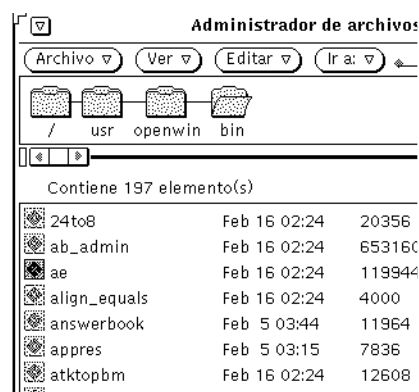 Administrador de archivos
Archivo Ver Editar Ir a:
/ usr openwin bin
Contiene 197 elemento(s)
24to8 Feb 16 02:24 20356
ab_admin Feb 16 02:24 653160
ae Feb 16 02:24 119944
align_equals Feb 16 02:24 4000
answerbook Feb 5 03:44 11964
appres Feb 5 03:15 7836
atktopbm Feb 16 02:24 12608